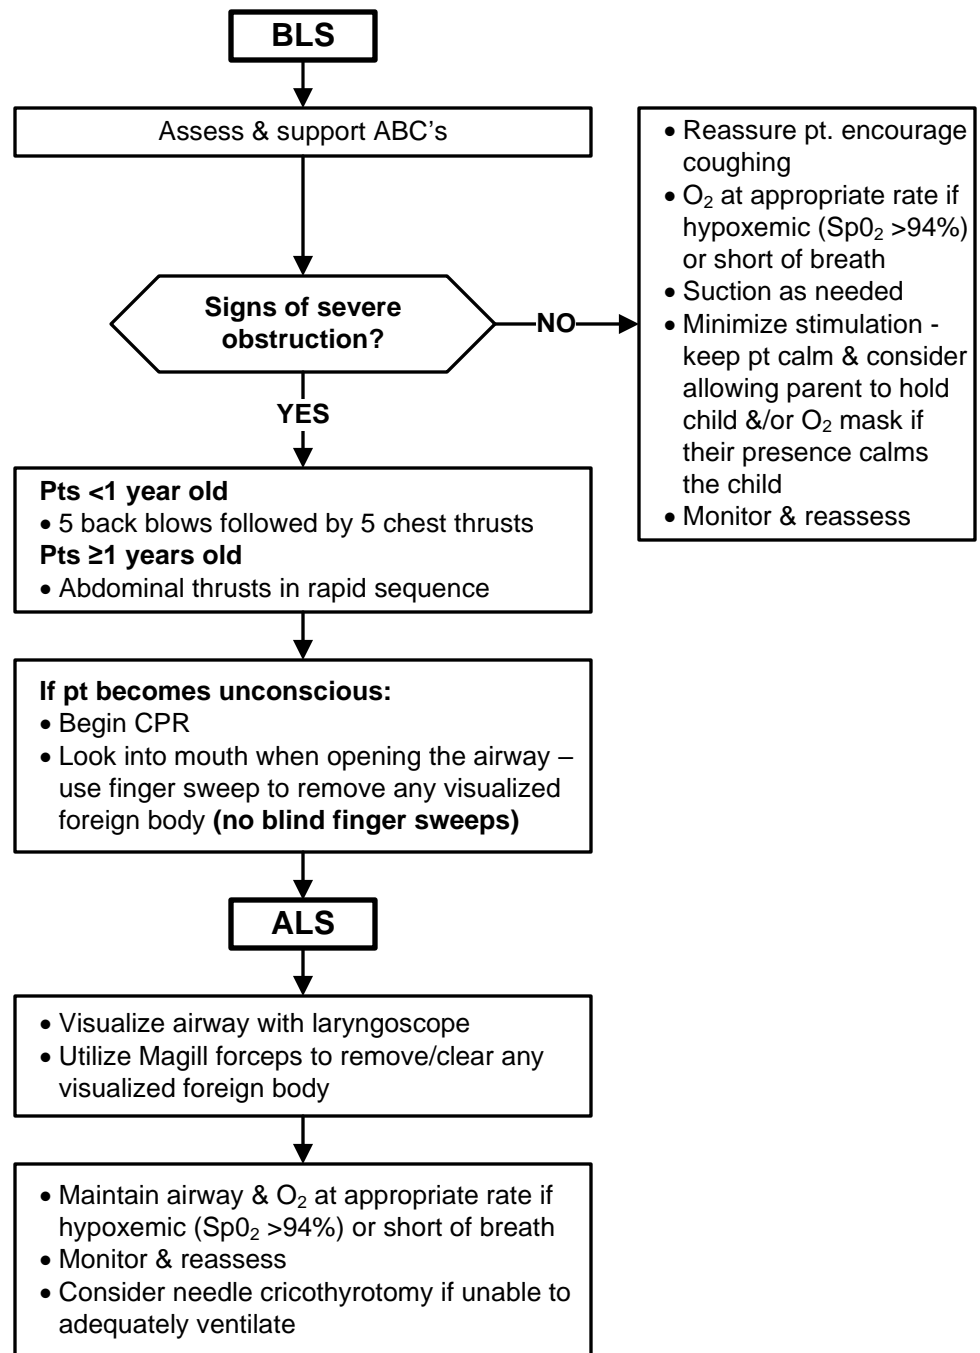 BLS
Assess & support ABC's
Signs of severe
obstruction?
NO
• Reassure pt. encourage
coughing
• O₂ at appropriate rate if
hypoxemic (Sp0₂ >94%)
or short of breath
• Suction as needed
• Minimize stimulation -
keep pt calm & consider
allowing parent to hold
child &/or O₂ mask if
their presence calms
the child
• Monitor & reassess
YES
Pts <1 year old
• 5 back blows followed by 5 chest thrusts
Pts ≥1 years old
• Abdominal thrusts in rapid sequence
If pt becomes unconscious:
• Begin CPR
• Look into mouth when opening the airway –
use finger sweep to remove any visualized
foreign body (no blind finger sweeps)
ALS
• Visualize airway with laryngoscope
• Utilize Magill forceps to remove/clear any
visualized foreign body
• Maintain airway & O₂ at appropriate rate if
hypoxemic (Sp0₂ >94%) or short of breath
• Monitor & reassess
• Consider needle cricothyrotomy if unable to
adequately ventilate